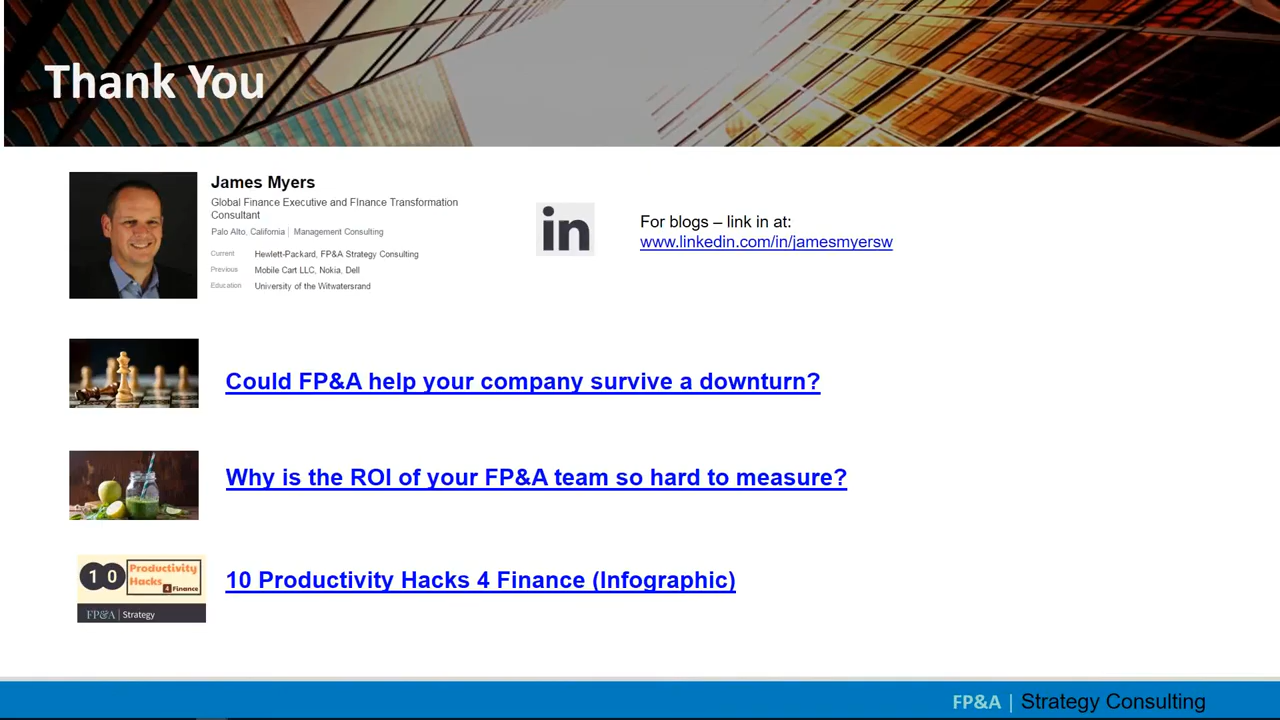 Thank You
James Myers
Global Finance Executive and FInance Transformation
Consultant
Palo Alto, California | Management Consulting
Current Hewlett-Packard, FP&A Strategy Consulting
Previous Mobile Cart LLC, Nokia, Dell
Education University of the Witwatersrand
in
For blogs – link in at:
www.linkedin.com/in/jamesmyersw
Could FP&A help your company survive a downturn?
Why is the ROI of your FP&A team so hard to measure?
10 Productivity
Hacks
4 Finance
FP&A | Strategy
10 Productivity Hacks 4 Finance (Infographic)
FP&A | Strategy Consulting